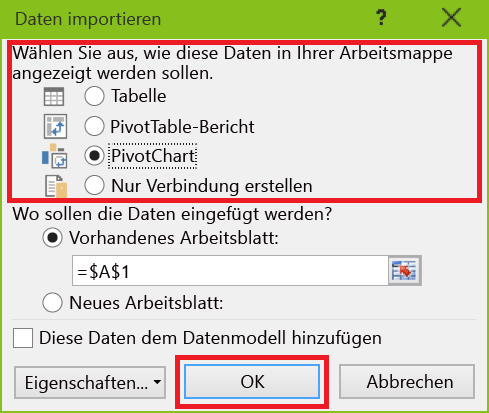 Daten importieren
?
Wählen Sie aus, wie diese Daten in Ihrer Arbeitsmappe
angezeigt werden sollen.
Tabelle
PivotTable-Bericht
PivotChart
Nur Verbindung erstellen
Wo sollen die Daten eingefügt werden?
Vorhandenes Arbeitsblatt:
=$A$1
Neues Arbeitsblatt:
Diese Daten dem Datenmodell hinzufügen
Eigenschaften... OK Abbrechen